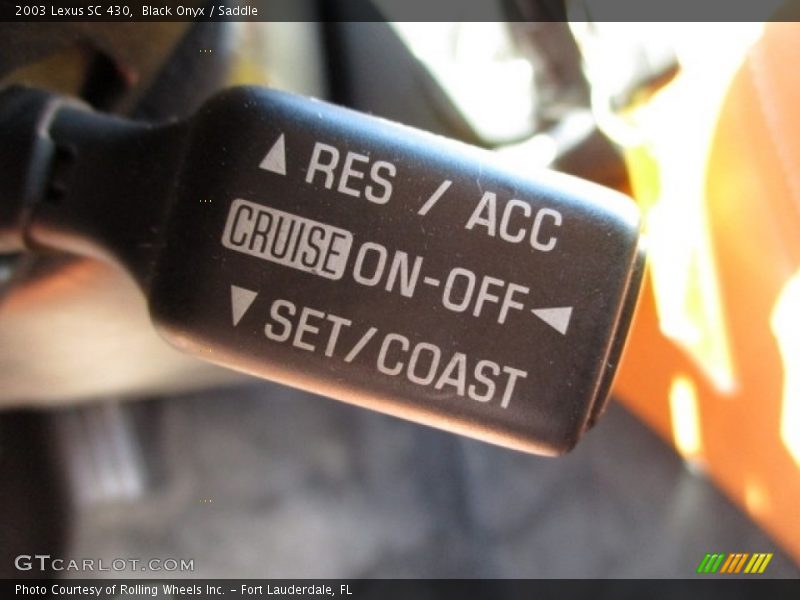 2003 Lexus SC 430,  Black Onyx / Saddle
▲ RES / ACC
CRUISE ON-OFF ◀
▼ SET/COAST
GTCARLOT.COM
Photo Courtesy of Rolling Wheels Inc. – Fort Lauderdale, FL